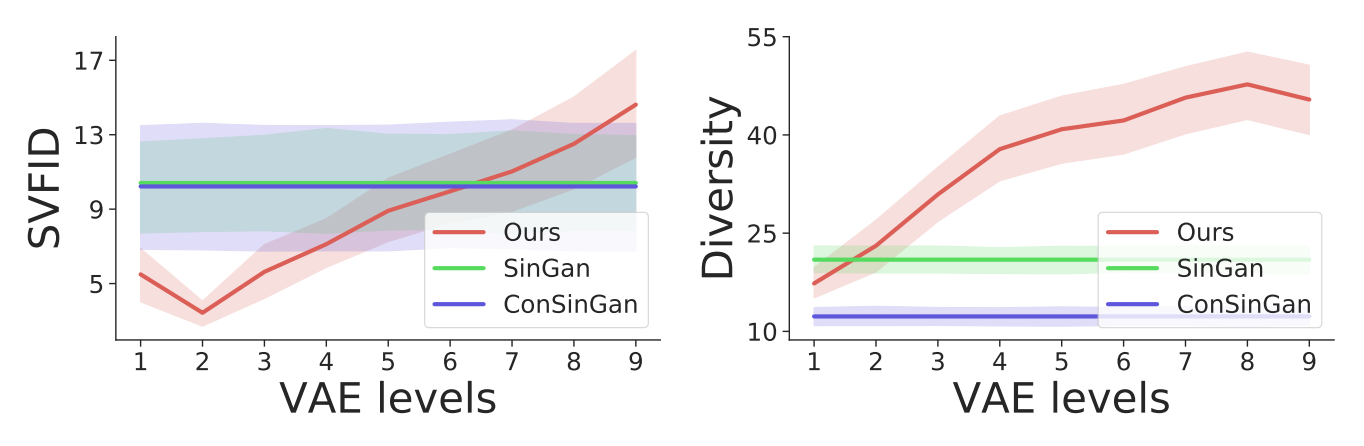 SVFID
17
13
9
5
Ours
SinGan
ConSinGan
1 2 3 4 5 6 7 8 9
VAE levels
Diversity
55
40
25
10
Ours
SinGan
ConSinGan
1 2 3 4 5 6 7 8 9
VAE levels